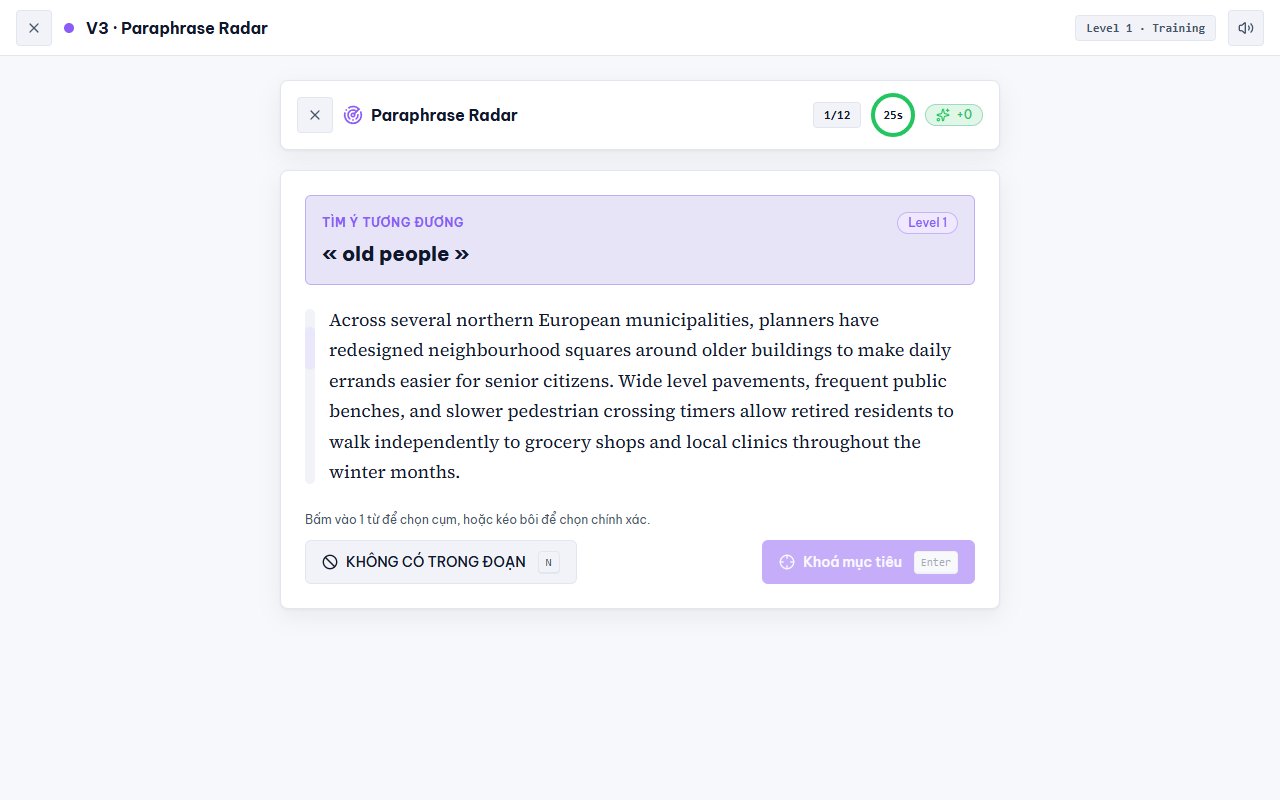 V3 · Paraphrase Radar
Level 1 · Training
Paraphrase Radar
1/12
25s
+0
TÌM Ý TƯƠNG ĐƯƠNG
Level 1
« old people »
Across several northern European municipalities, planners have
redesigned neighbourhood squares around older buildings to make daily
errands easier for senior citizens. Wide level pavements, frequent public
benches, and slower pedestrian crossing timers allow retired residents to
walk independently to grocery shops and local clinics throughout the
winter months.
Bấm vào 1 từ để chọn cụm, hoặc kéo bôi để chọn chính xác.
KHÔNG CÓ TRONG ĐOẠN N
Khoá mục tiêu Enter